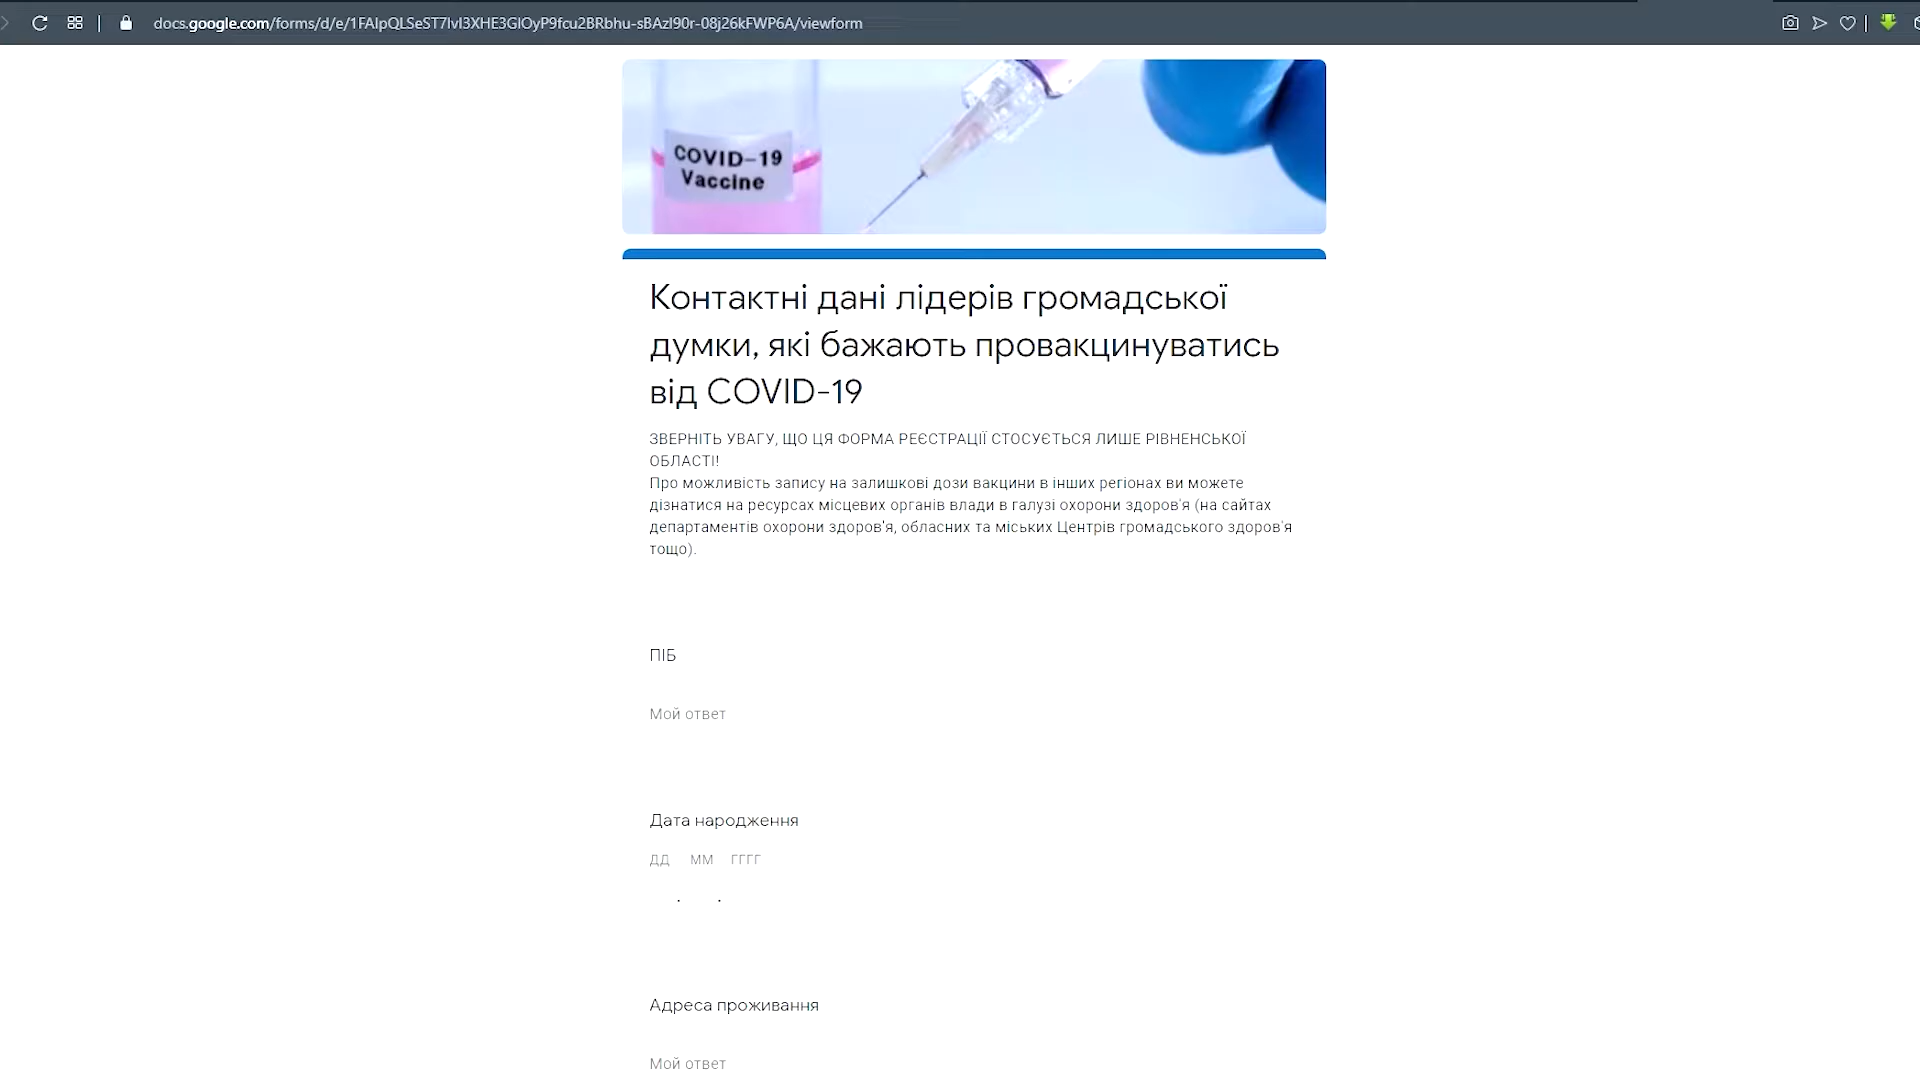 docs.google.com/forms/d/e/1FAIpQLSeST7lvI3XHE3GlOyP9fcu2BRbhu-sBAzl90r-08j26kFWP6A/viewform
COVID-19
Vaccine
Контактні дані лідерів громадської
думки, які бажають провакцинуватись
від COVID-19
ЗВЕРНІТЬ УВАГУ, ЩО ЦЯ ФОРМА РЕЄСТРАЦІЇ СТОСУЄТЬСЯ ЛИШЕ РІВНЕНСЬКОЇ
ОБЛАСТІ!
Про можливість запису на залишкові дози вакцини в інших регіонах ви можете
дізнатися на ресурсах місцевих органів влади в галузі охорони здоров'я (на сайтах
департаментів охорони здоров'я, обласних та міських Центрів громадського здоров'я
тощо).
ПІБ
Мой ответ
Дата народження
ДД ММ ГГГГ
. .
Адреса проживання
Мой ответ